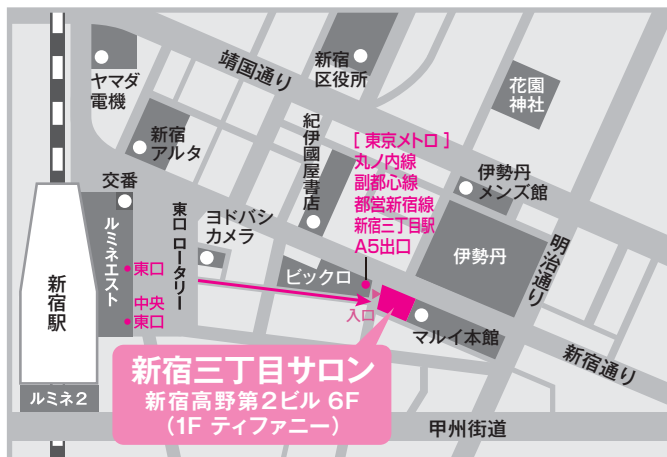 ヤマダ
電機
靖国通り
新宿
区役所
花園
神社
新宿
アルタ
紀伊國屋書店
[ 東京メトロ ]
丸ノ内線
副都心線
都営新宿線
新宿三丁目駅
A5出口
伊勢丹
メンズ館
交番
ルミネエスト
東口 ロータリー
ヨドバシ
カメラ
伊勢丹
明治通り
新宿駅
東口
中央
東口
ビックロ
入口
マルイ本館
新宿通り
新宿三丁目サロン
新宿高野第2ビル 6F
(1F ティファニー)
ルミネ2
甲州街道